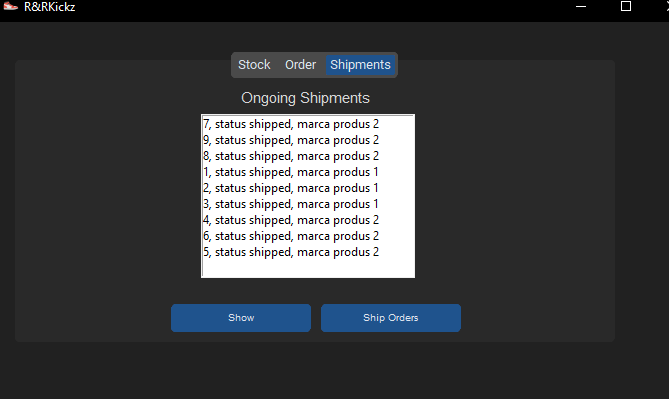 R&RKickz
Stock Order Shipments
Ongoing Shipments
7, status shipped, marca produs 2
9, status shipped, marca produs 2
8, status shipped, marca produs 2
1, status shipped, marca produs 1
2, status shipped, marca produs 1
3, status shipped, marca produs 1
4, status shipped, marca produs 2
6, status shipped, marca produs 2
5, status shipped, marca produs 2
Show Ship Orders